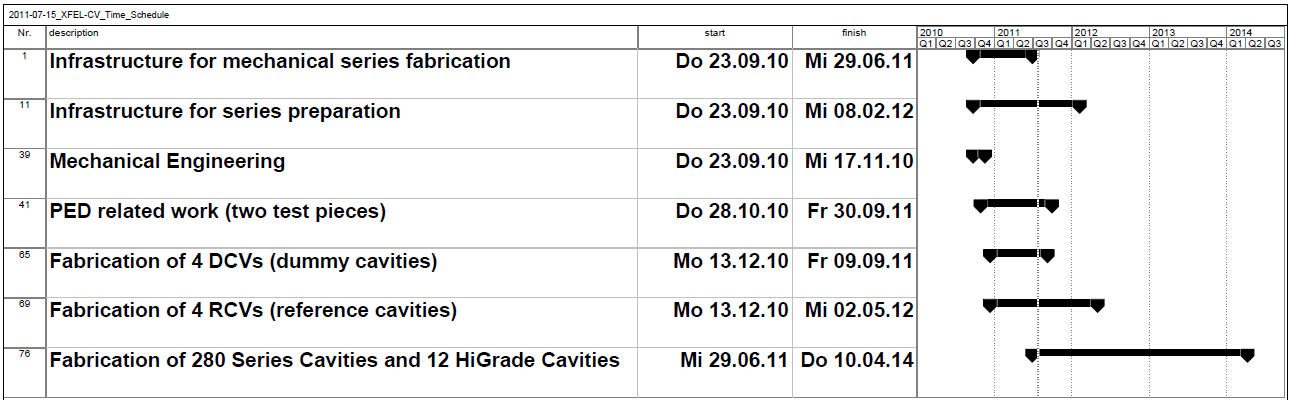 2011-07-15_XFEL-CV_Time_Schedule
Nr. description start finish 2010 2011 2012 2013 2014
Q1 Q2 Q3 Q4 Q1 Q2 Q3 Q4 Q1 Q2 Q3 Q4 Q1 Q2 Q3 Q4 Q1 Q2 Q3
1 Infrastructure for mechanical series fabrication Do 23.09.10 Mi 29.06.11
11 Infrastructure for series preparation Do 23.09.10 Mi 08.02.12
39 Mechanical Engineering Do 23.09.10 Mi 17.11.10
41 PED related work (two test pieces) Do 28.10.10 Fr 30.09.11
65 Fabrication of 4 DCVs (dummy cavities) Mo 13.12.10 Fr 09.09.11
69 Fabrication of 4 RCVs (reference cavities) Mo 13.12.10 Mi 02.05.12
76 Fabrication of 280 Series Cavities and 12 HiGrade Cavities Mi 29.06.11 Do 10.04.14